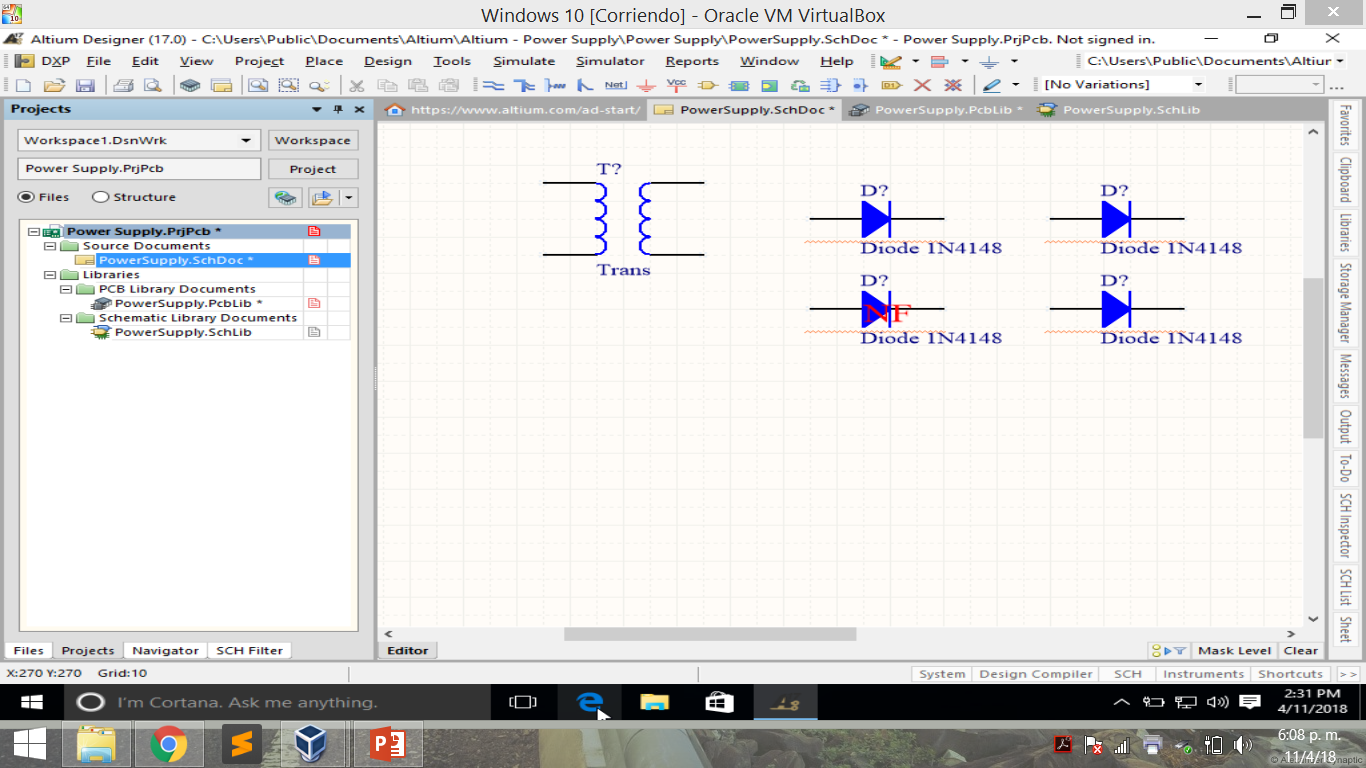 Windows 10 [Corriendo] - Oracle VM VirtualBox
Altium Designer (17.0) - C:\Users\Public\Documents\Altium\Altium - Power Supply\Power Supply\PowerSupply.SchDoc * - Power Supply.PrjPcb. Not signed in.
DXP File Edit View Project Place Design Tools Simulate Simulator Reports Window Help C:\Users\Public\Documents\Altiur
Net Vcc [No Variations] ...
Projects
https://www.altium.com/ad-start/ PowerSupply.SchDoc * PowerSupply.PcbLib * PowerSupply.SchLib
Workspace1.DsnWrk Workspace
Power Supply.PrjPcb Project
Files Structure
Power Supply.PrjPcb *
Source Documents
PowerSupply.SchDoc *
Libraries
PCB Library Documents
PowerSupply.PcbLib *
Schematic Library Documents
PowerSupply.SchLib
T?
Trans
D? D?
Diode 1N4148 Diode 1N4148
D? D?
NF
Diode 1N4148 Diode 1N4148
Favorites
Clipboard
Libraries
Storage Manager
Messages
Output
To-Do
SCH Inspector
SCH List
Sheet
Files Projects Navigator SCH Filter Editor Mask Level Clear
X:270 Y:270 Grid:10 System Design Compiler SCH Instruments Shortcuts >>
I'm Cortana. Ask me anything. 2:31 PM
4/11/2018
6:08 p. m.
11/4/18